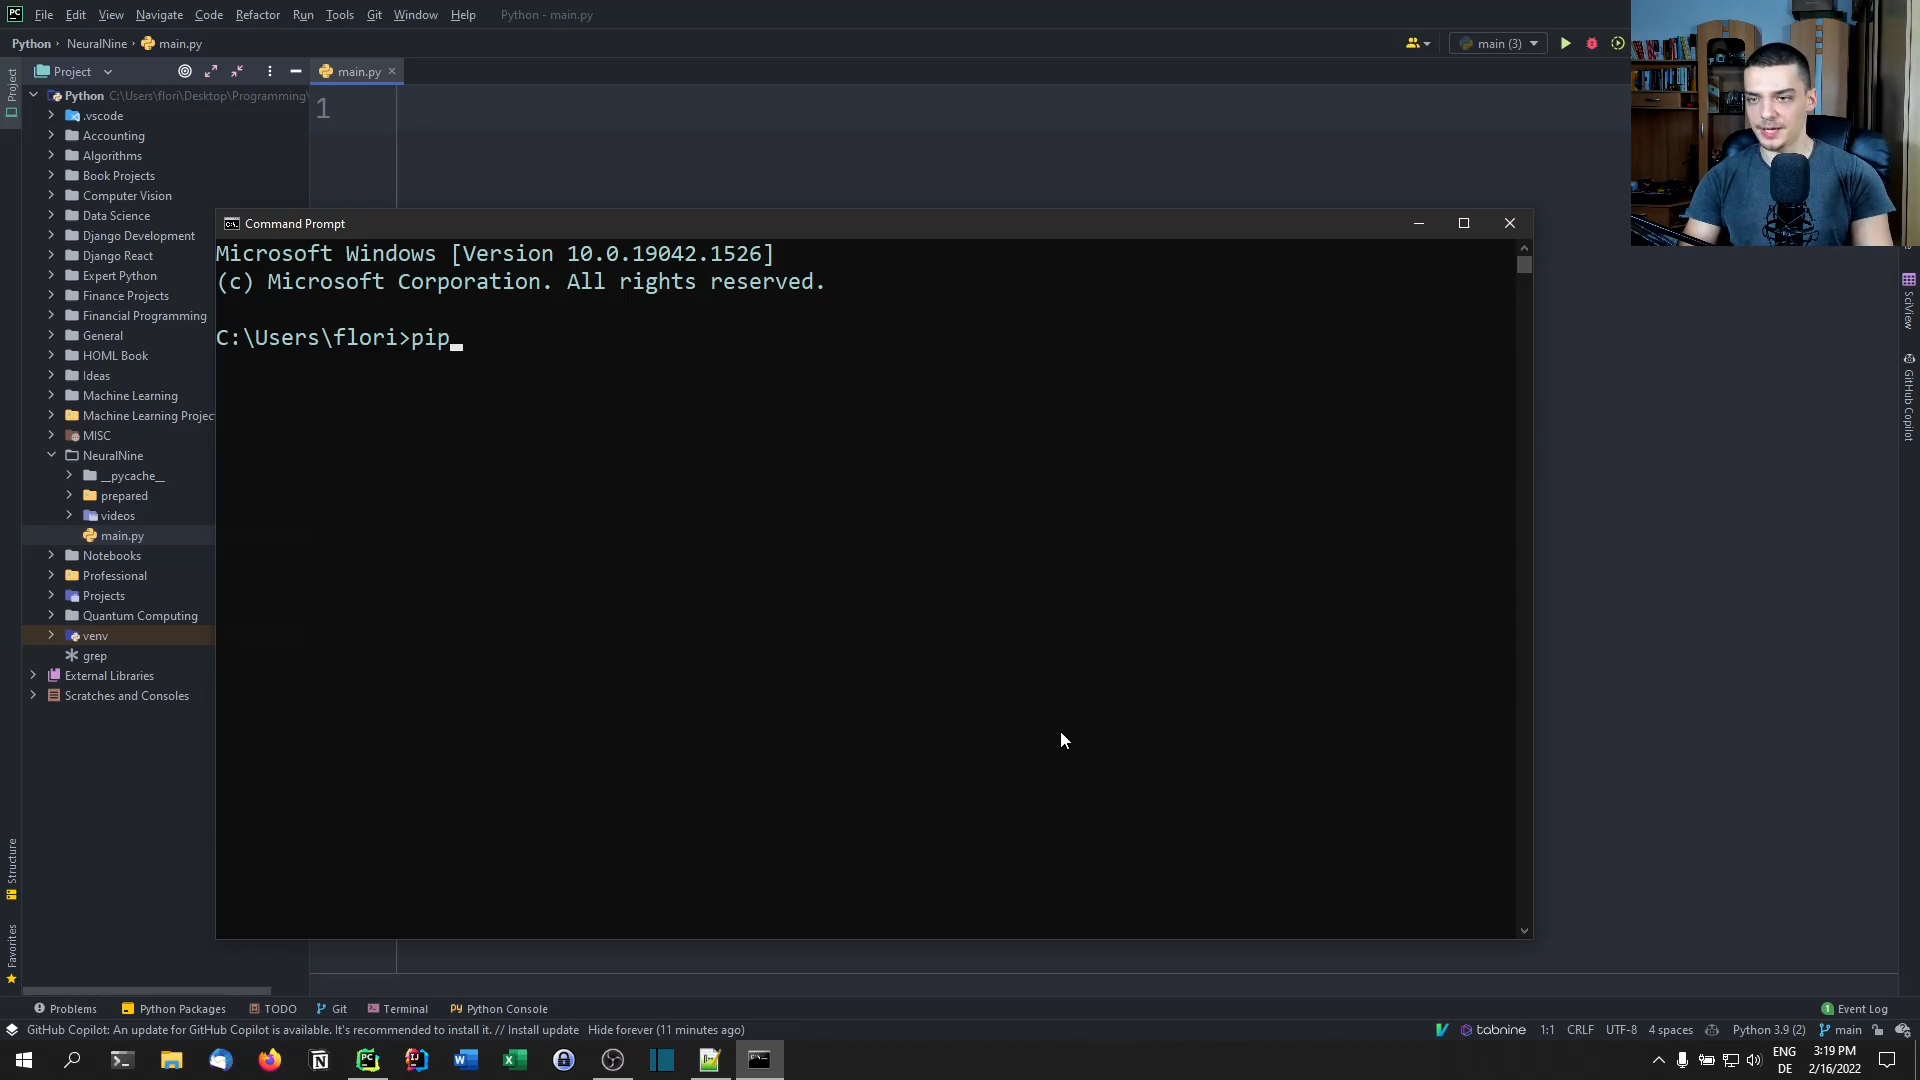 PC File Edit View Navigate Code Refactor Run Tools Git Window Help Python - main.py
Python › NeuralNine › main.py
main (3)
Project
main.py
Project
Python C:\Users\flori\Desktop\Programming\
.vscode
Accounting
Algorithms
Book Projects
Computer Vision
Data Science
Django Development
Django React
Expert Python
Finance Projects
Financial Programming
General
HOML Book
Ideas
Machine Learning
Machine Learning Projec
MISC
NeuralNine
__pycache__
prepared
videos
main.py
Notebooks
Professional
Projects
Quantum Computing
venv
grep
External Libraries
Scratches and Consoles
1
Command Prompt
Microsoft Windows [Version 10.0.19042.1526]
(c) Microsoft Corporation. All rights reserved.
C:\Users\flori>pip
SciView
GitHub Copilot
Structure
Favorites
Problems Python Packages TODO Git Terminal Python Console Event Log
GitHub Copilot: An update for GitHub Copilot is available. It's recommended to install it. // Install update Hide forever (11 minutes ago)
tabnine 1:1 CRLF UTF-8 4 spaces Python 3.9 (2) main
ENG
DE
3:19 PM
2/16/2022